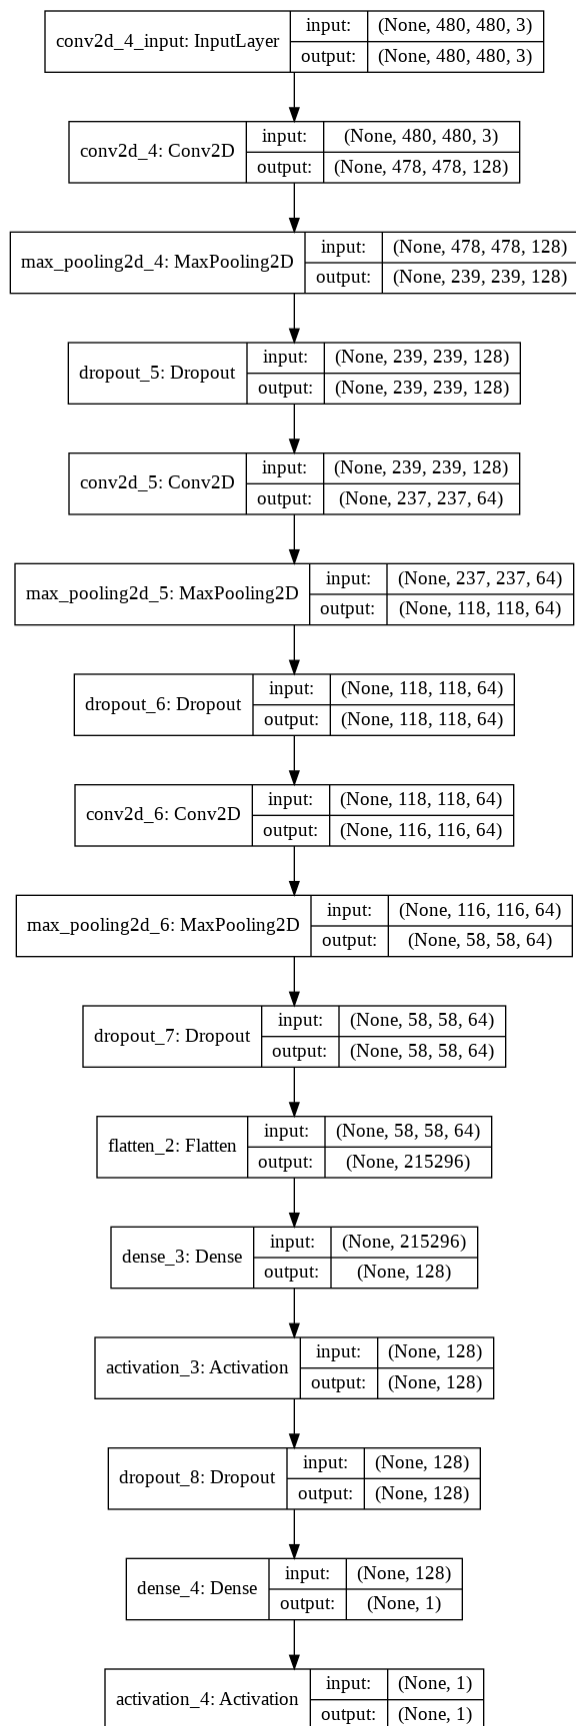 conv2d_4_input: InputLayer
input: (None, 480, 480, 3)
output: (None, 480, 480, 3)
conv2d_4: Conv2D
input: (None, 480, 480, 3)
output: (None, 478, 478, 128)
max_pooling2d_4: MaxPooling2D
input: (None, 478, 478, 128)
output: (None, 239, 239, 128)
dropout_5: Dropout
input: (None, 239, 239, 128)
output: (None, 239, 239, 128)
conv2d_5: Conv2D
input: (None, 239, 239, 128)
output: (None, 237, 237, 64)
max_pooling2d_5: MaxPooling2D
input: (None, 237, 237, 64)
output: (None, 118, 118, 64)
dropout_6: Dropout
input: (None, 118, 118, 64)
output: (None, 118, 118, 64)
conv2d_6: Conv2D
input: (None, 118, 118, 64)
output: (None, 116, 116, 64)
max_pooling2d_6: MaxPooling2D
input: (None, 116, 116, 64)
output: (None, 58, 58, 64)
dropout_7: Dropout
input: (None, 58, 58, 64)
output: (None, 58, 58, 64)
flatten_2: Flatten
input: (None, 58, 58, 64)
output: (None, 215296)
dense_3: Dense
input: (None, 215296)
output: (None, 128)
activation_3: Activation
input: (None, 128)
output: (None, 128)
dropout_8: Dropout
input: (None, 128)
output: (None, 128)
dense_4: Dense
input: (None, 128)
output: (None, 1)
activation_4: Activation
input: (None, 1)
output: (None, 1)